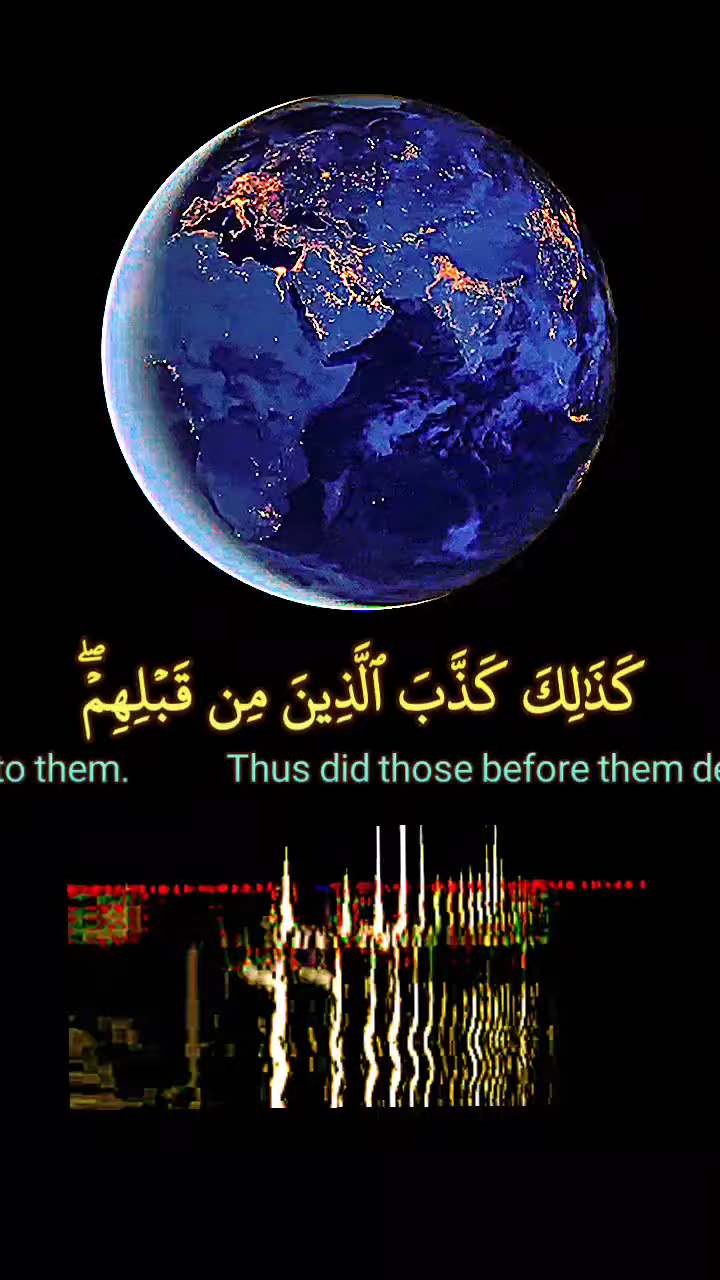 كَذَٰلِكَ كَذَّبَ ٱلَّذِينَ مِن قَبْلِهِمْ ۖ
to them. Thus did those before them de